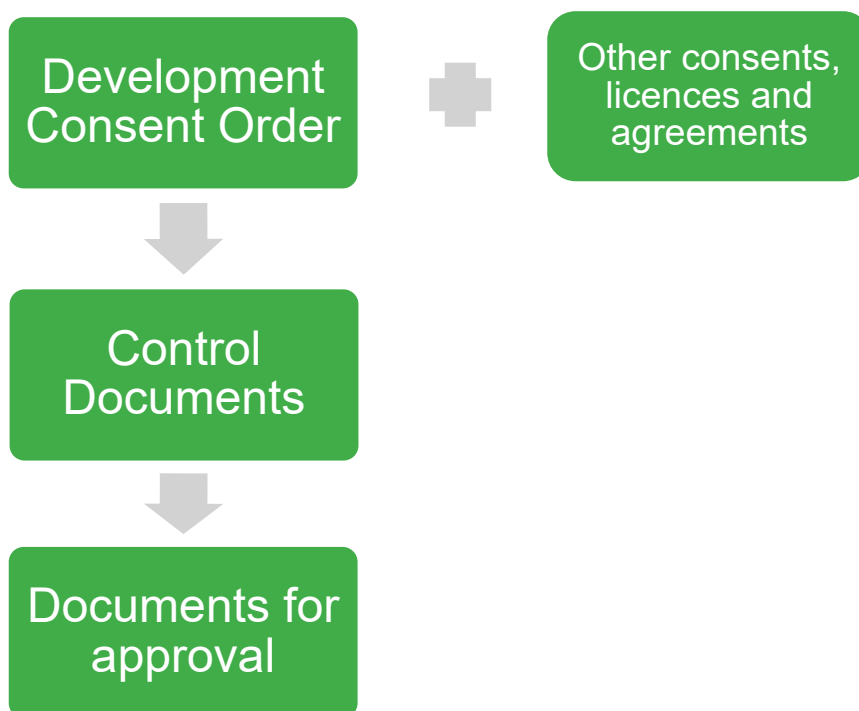 Development
Consent Order
Other consents,
licences and
agreements
Control
Documents
Documents for
approval